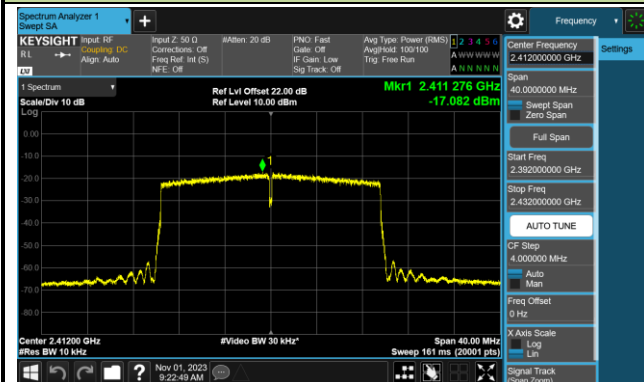 Spectrum Analyzer 1
Swept SA
Frequency
KEYSIGHT
Input: RF
Coupling: DC
Align: Auto
Input Z: 50 Ω
Corrections: Off
Freq Ref: Int (S)
NFE: Off
#Atten: 20 dB
PNO: Fast
Gate: Off
IF Gain: Low
Sig Track: Off
Avg Type: Power (RMS)
Avg|Hold: 100/100
Trig: Free Run
1 2 3 4 5 6
A W W W W W
A N N N N N
R L
LXI
Center Frequency
2.412000000 GHz
Settings
Span
40.0000000 MHz
Swept Span
Zero Span
Full Span
Start Freq
2.392000000 GHz
Stop Freq
2.432000000 GHz
AUTO TUNE
CF Step
4.000000 MHz
Auto
Man
Freq Offset
0 Hz
X Axis Scale
Log
Lin
Signal Track
(Span Zoom)
1 Spectrum
Scale/Div 10 dB
Log
Ref Lvl Offset 22.00 dB
Ref Level 10.00 dBm
Mkr1 2.411 276 GHz
-17.082 dBm
0.00
-10.0
-20.0
-30.0
-40.0
-50.0
-60.0
-70.0
-80.0
1
Center 2.41200 GHz
#Res BW 10 kHz
#Video BW 30 kHz*
Span 40.00 MHz
Sweep 161 ms (20001 pts)
?
Nov 01, 2023
9:22:49 AM